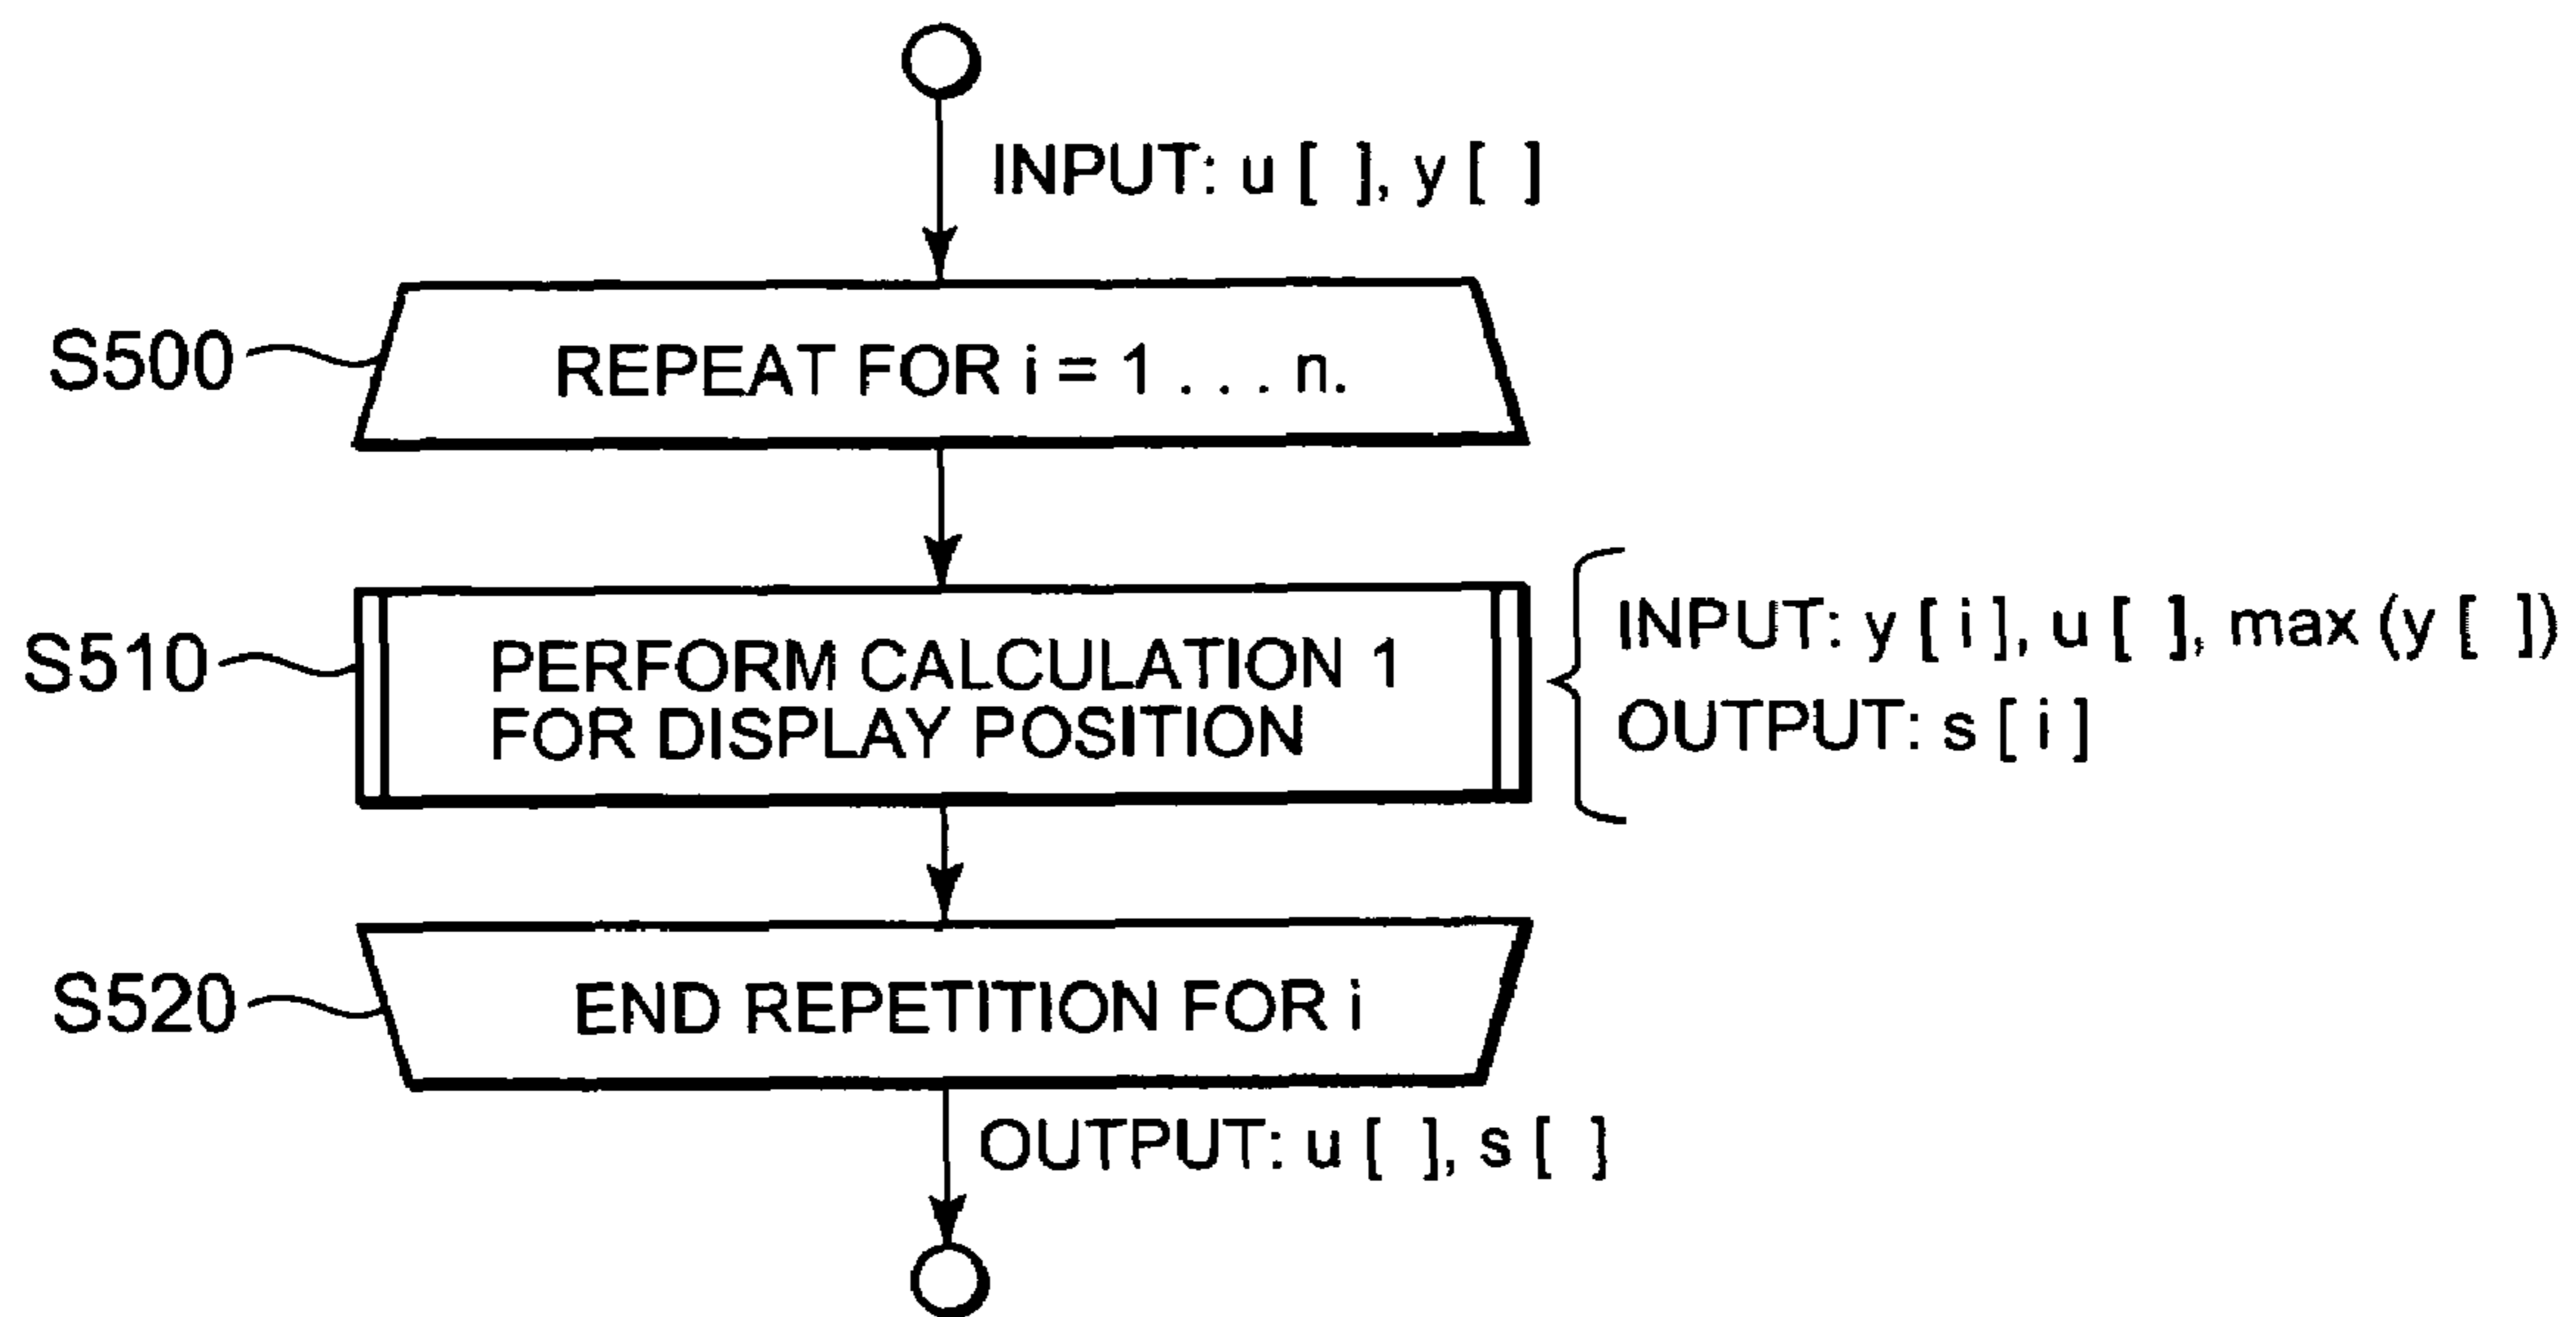 INPUT: u [ ], y [ ]
S500
REPEAT FOR i = 1 . . . n.
S510
PERFORM CALCULATION 1
FOR DISPLAY POSITION
INPUT: y [ i ], u [ ], max (y [ ])
OUTPUT: s [ i ]
S520
END REPETITION FOR i
OUTPUT: u [ ], s [ ]